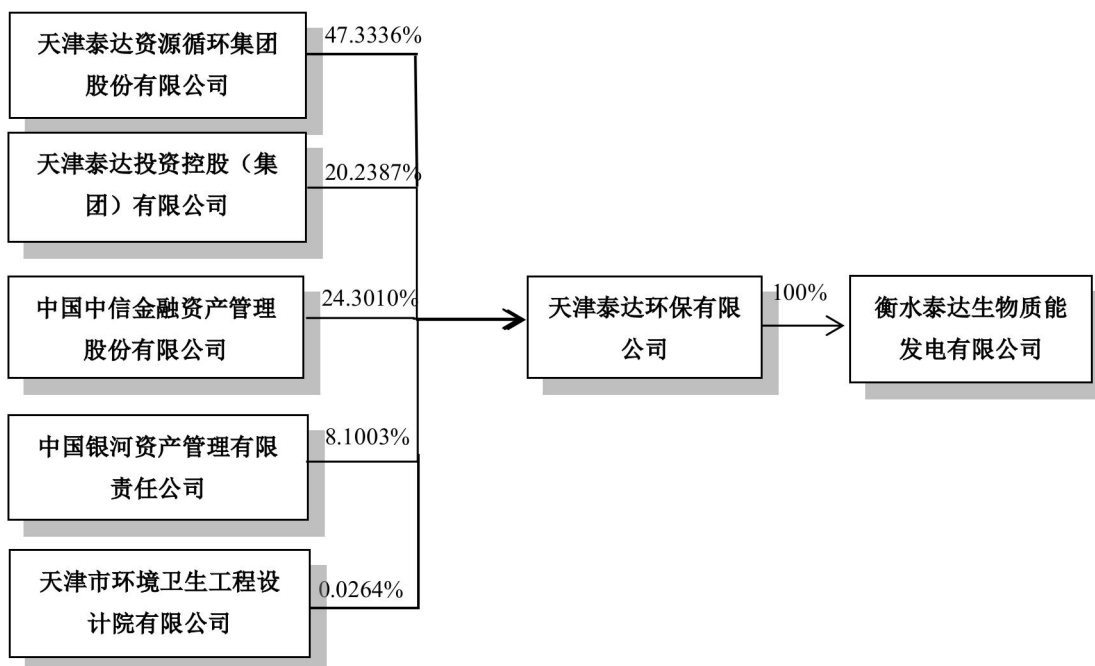 天津泰达资源循环集团
股份有限公司
47.3336%
天津泰达投资控股（集
团）有限公司
20.2387%
中国中信金融资产管理
股份有限公司
24.3010%
中国银河资产管理有限
责任公司
8.1003%
天津市环境卫生工程设
计院有限公司
0.0264%
天津泰达环保有限
公司
100%
衡水泰达生物质能
发电有限公司